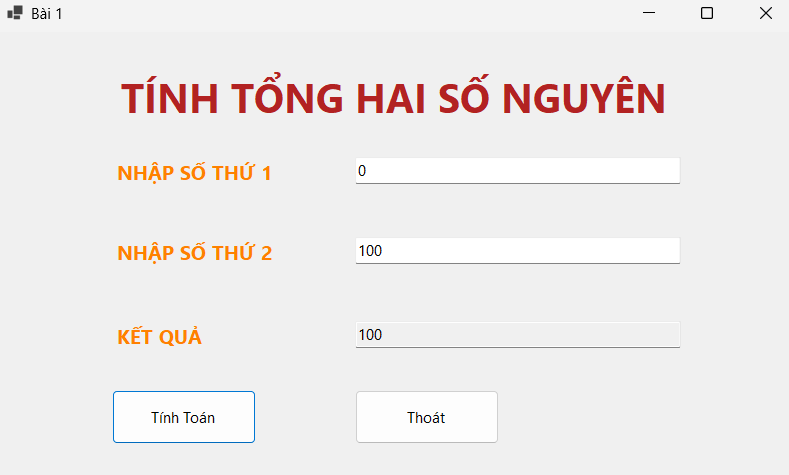 Bài 1
TÍNH TỔNG HAI SỐ NGUYÊN
NHẬP SỐ THỨ 1 0
NHẬP SỐ THỨ 2 100
KẾT QUẢ 100
Tính Toán Thoát